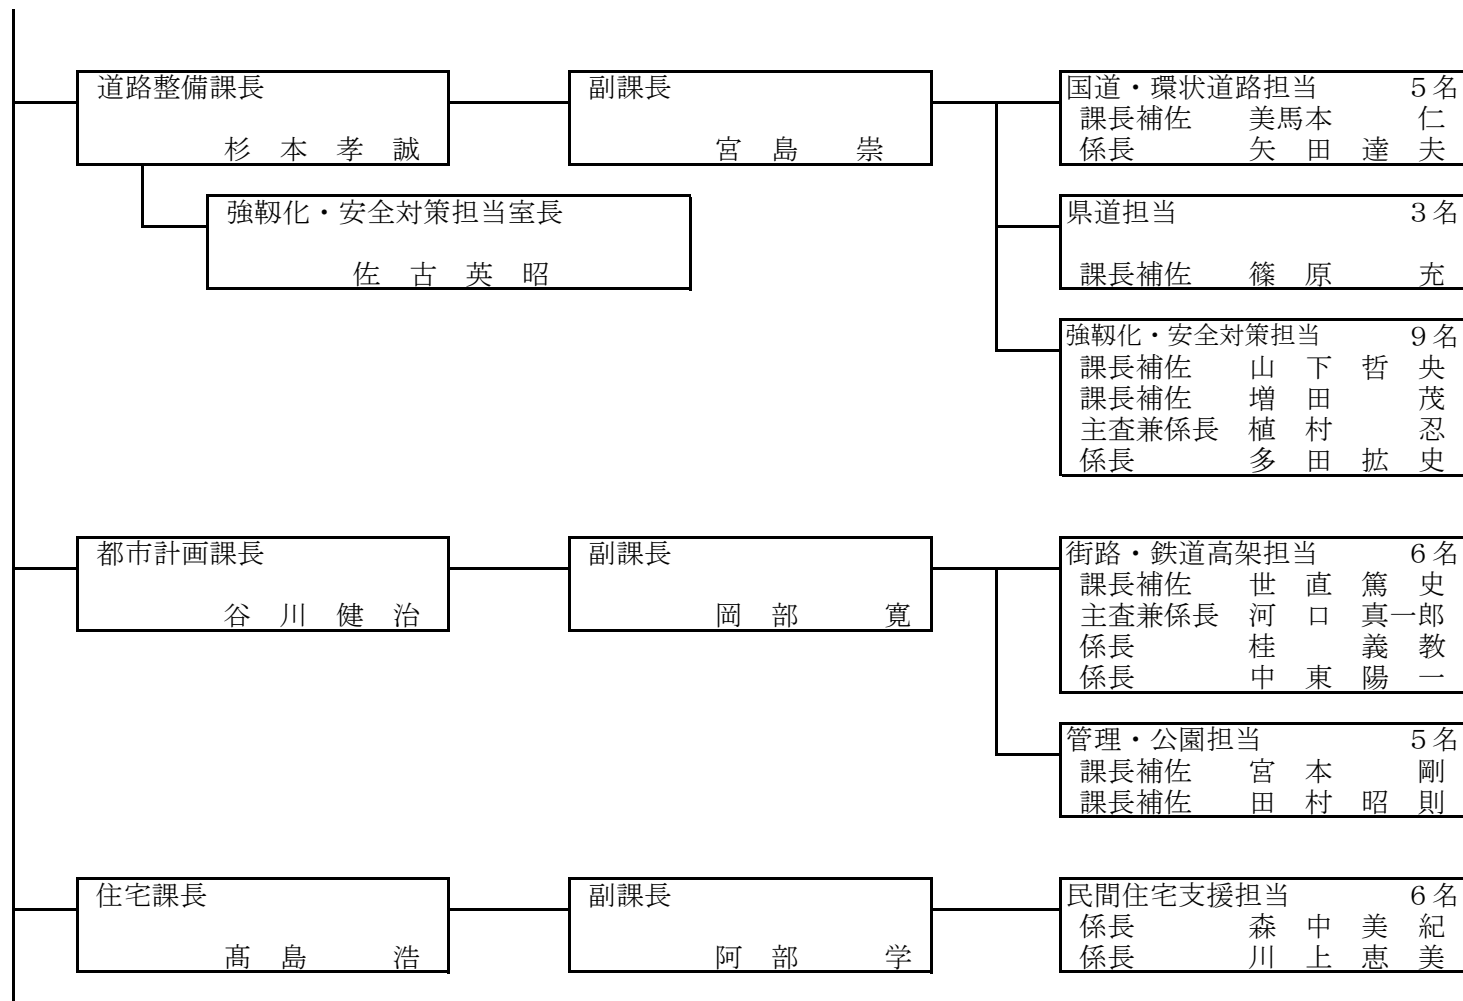 道路整備課長
杉本孝誠
副課長
宮島 崇
国道・環状道路担当 ５名
課長補佐 美馬本 仁
係長 矢田達夫
強靱化・安全対策担当室長
佐古英昭
県道担当 ３名
課長補佐 篠原 充
強靱化・安全対策担当 ９名
課長補佐 山下哲央
課長補佐 増田 茂
主査兼係長 植村 忍
係長 多田拡史
都市計画課長
谷川健治
副課長
岡部 寛
街路・鉄道高架担当 ６名
課長補佐 世直篤史
主査兼係長 河口真一郎
係長 桂 義教
係長 中東陽一
管理・公園担当 ５名
課長補佐 宮本 剛
課長補佐 田村昭則
住宅課長
髙島 浩
副課長
阿部 学
民間住宅支援担当 ６名
係長 森中美紀
係長 川上恵美